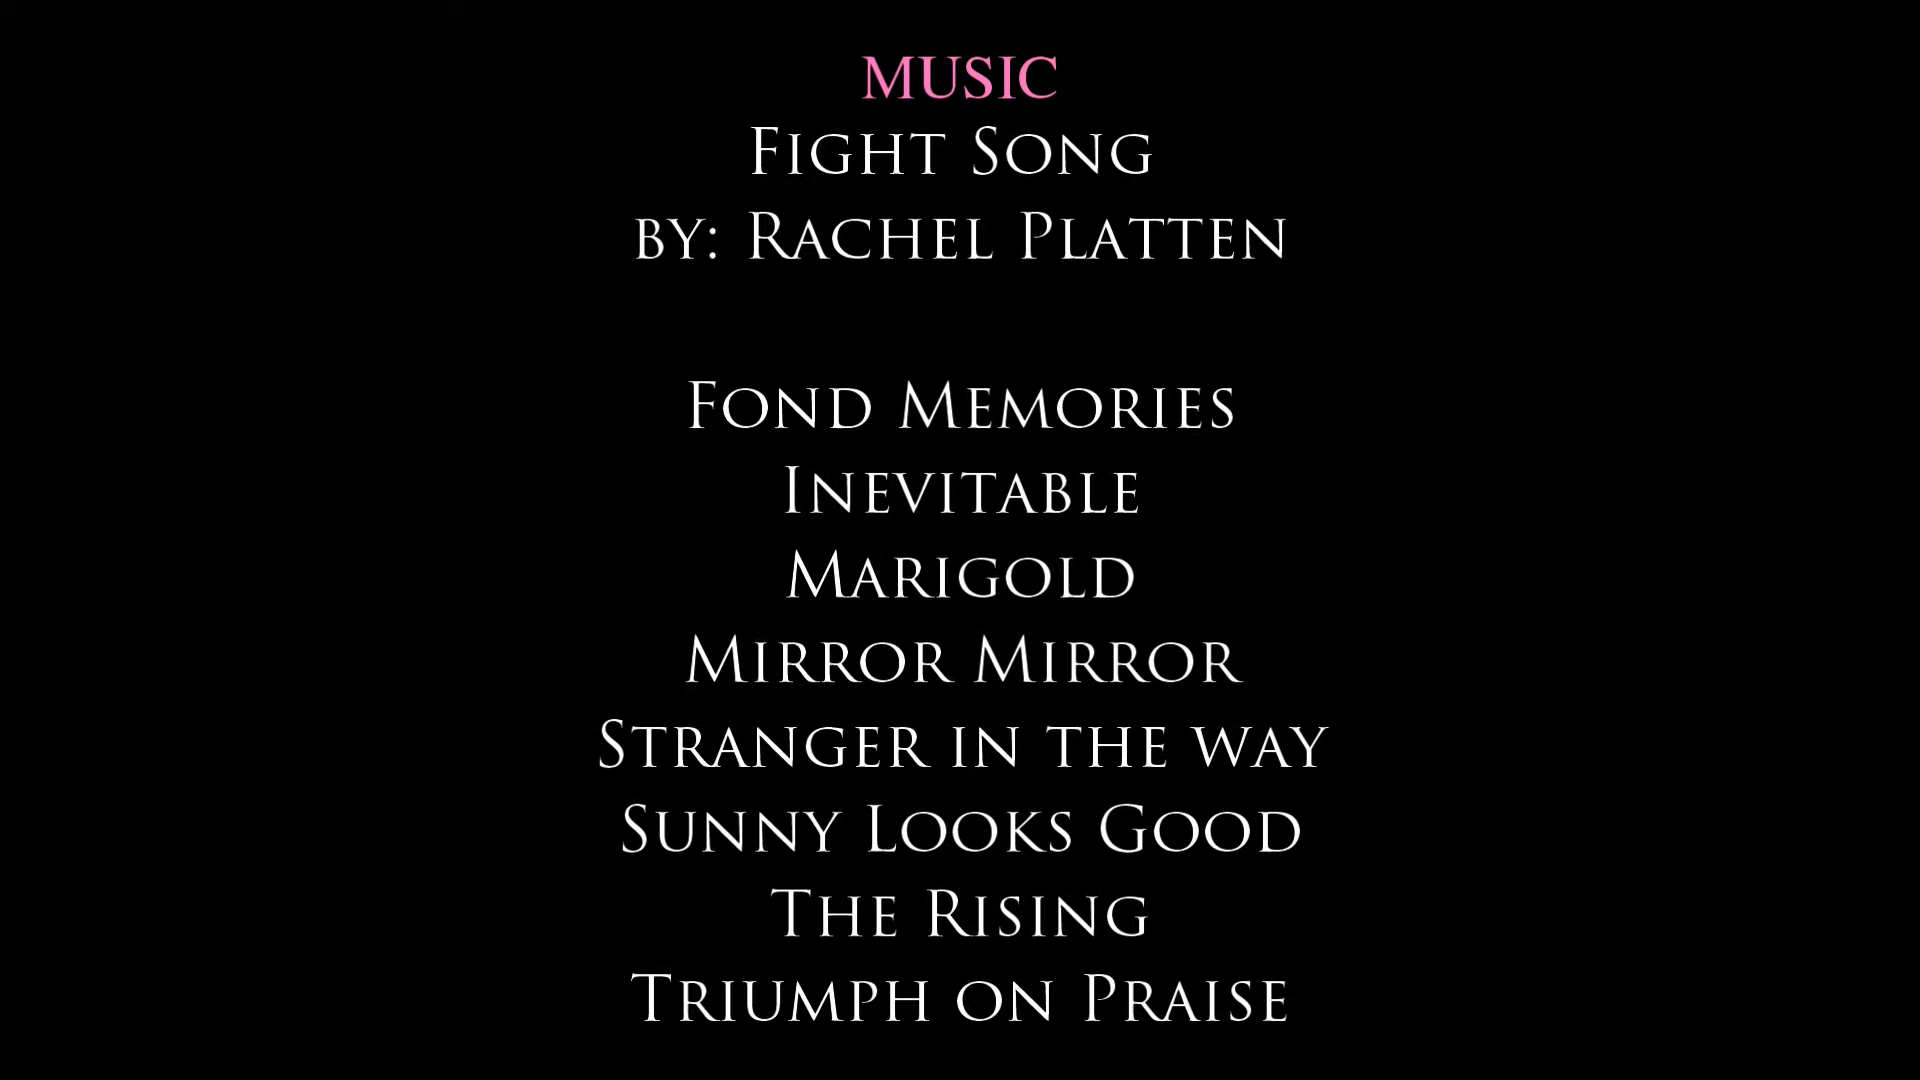 MUSIC
Fight Song
by: Rachel Platten
Fond Memories
Inevitable
Marigold
Mirror Mirror
Stranger in the way
Sunny Looks Good
The Rising
Triumph on Praise